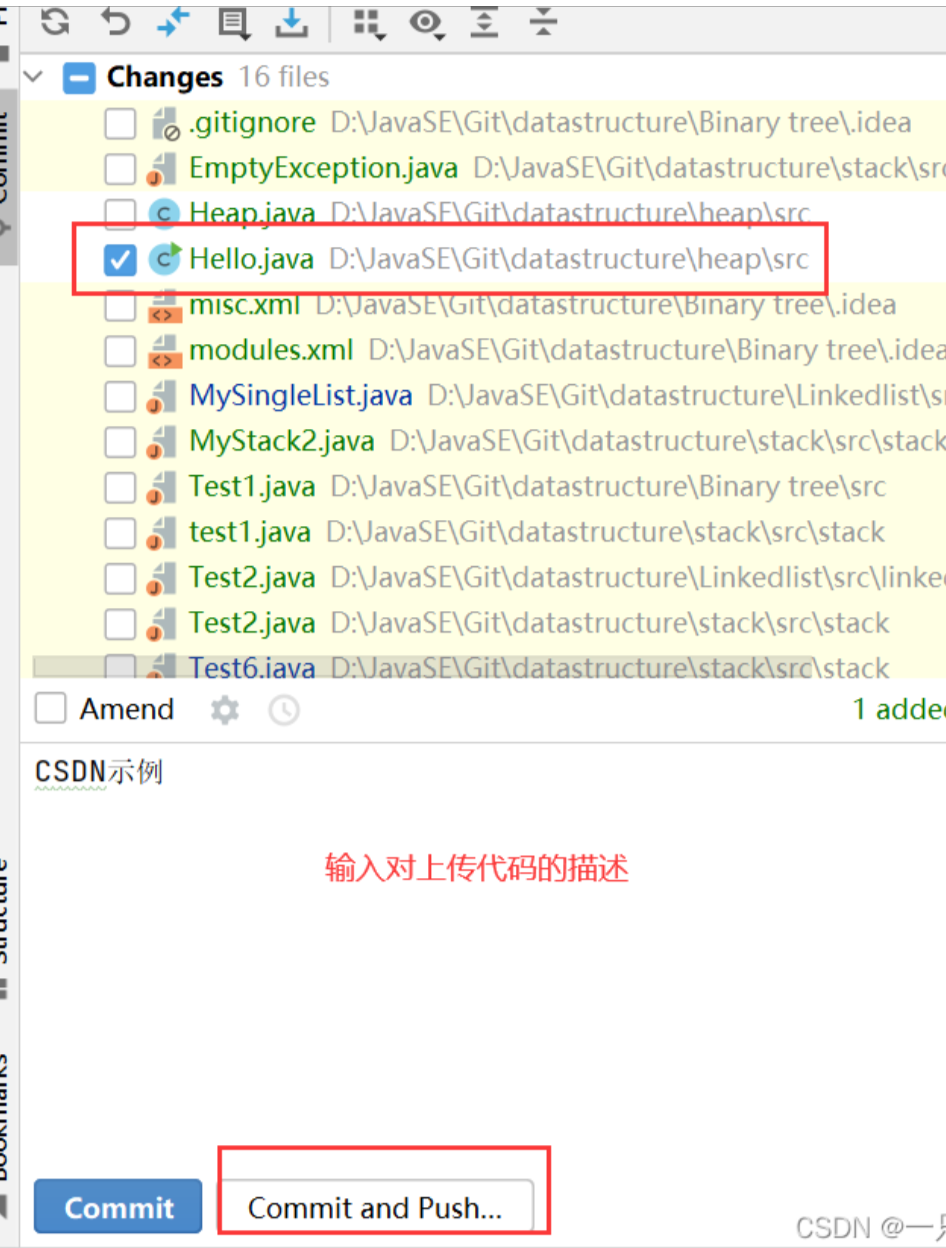 Changes 16 files
.gitignore D:\JavaSE\Git\datastructure\Binary tree\.idea
EmptyException.java D:\JavaSE\Git\datastructure\stack\src
Heap.java D:\JavaSE\Git\datastructure\heap\src
Hello.java D:\JavaSE\Git\datastructure\heap\src
misc.xml D:\JavaSE\Git\datastructure\Binary tree\.idea
modules.xml D:\JavaSE\Git\datastructure\Binary tree\.idea
MySingleList.java D:\JavaSE\Git\datastructure\Linkedlist\sr
MyStack2.java D:\JavaSE\Git\datastructure\stack\src\stack
Test1.java D:\JavaSE\Git\datastructure\Binary tree\src
test1.java D:\JavaSE\Git\datastructure\stack\src\stack
Test2.java D:\JavaSE\Git\datastructure\Linkedlist\src\linke
Test2.java D:\JavaSE\Git\datastructure\stack\src\stack
Test6.java D:\JavaSE\Git\datastructure\stack\src\stack
Amend 1 added
CSDN示例
输入对上传代码的描述
Structure
Bookmarks
Commit Commit and Push...
CSDN @一